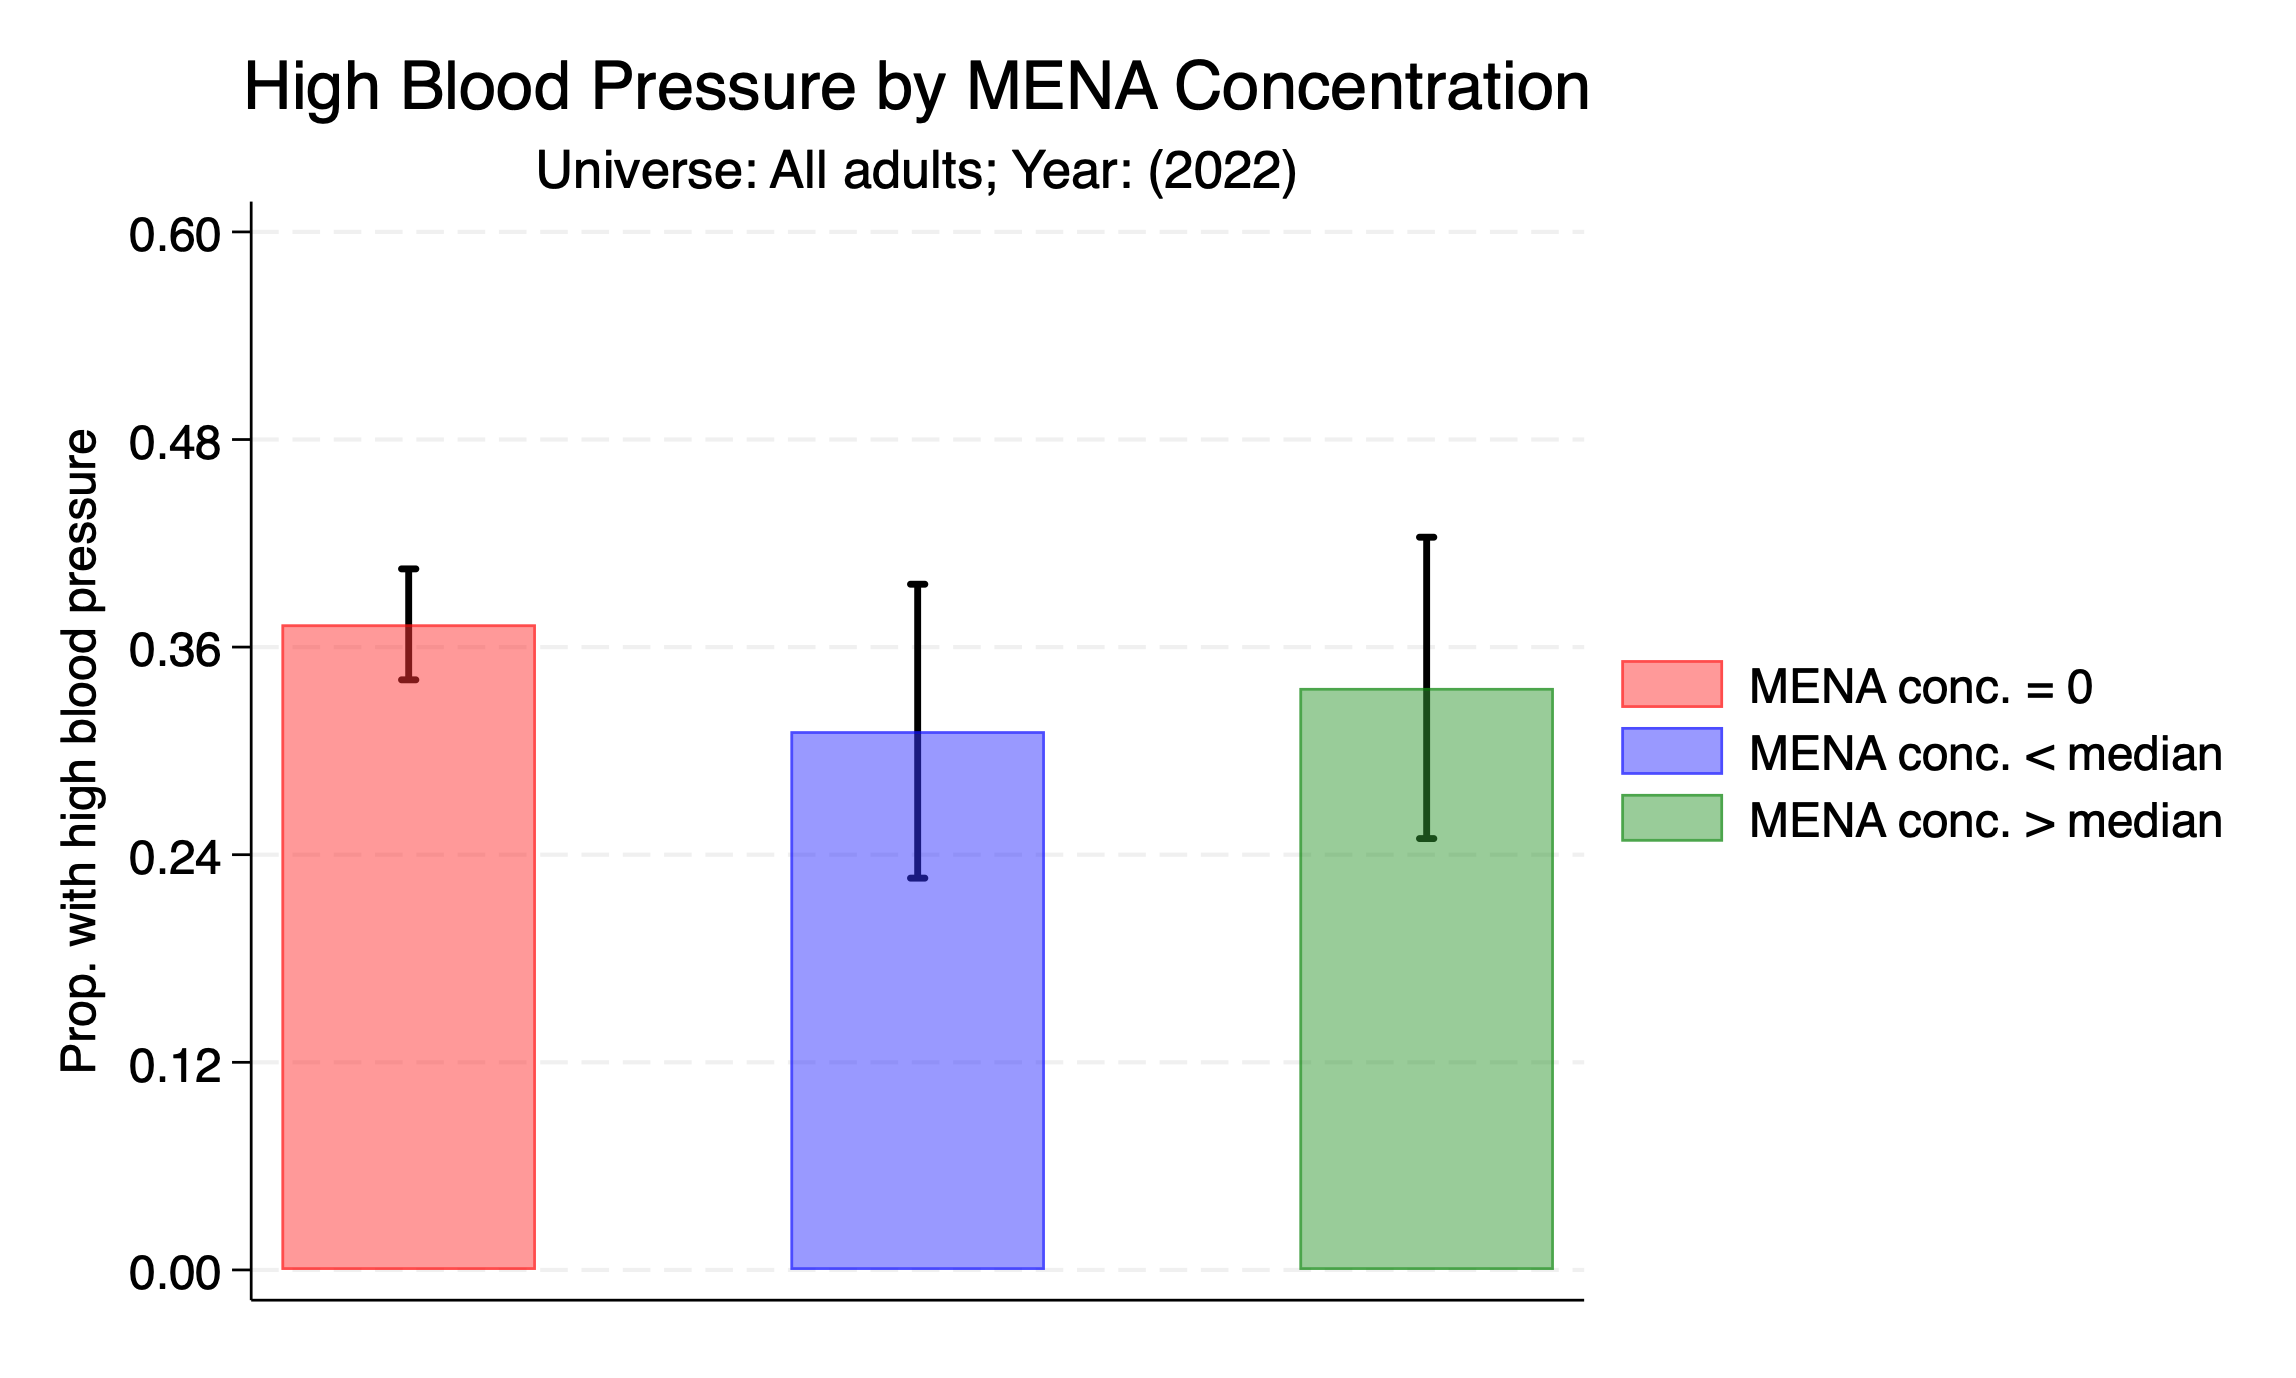 High Blood Pressure by MENA Concentration
Universe: All adults; Year: (2022)
Prop. with high blood pressure
0.60
0.48
0.36
0.24
0.12
0.00
MENA conc. = 0
MENA conc. < median
MENA conc. > median